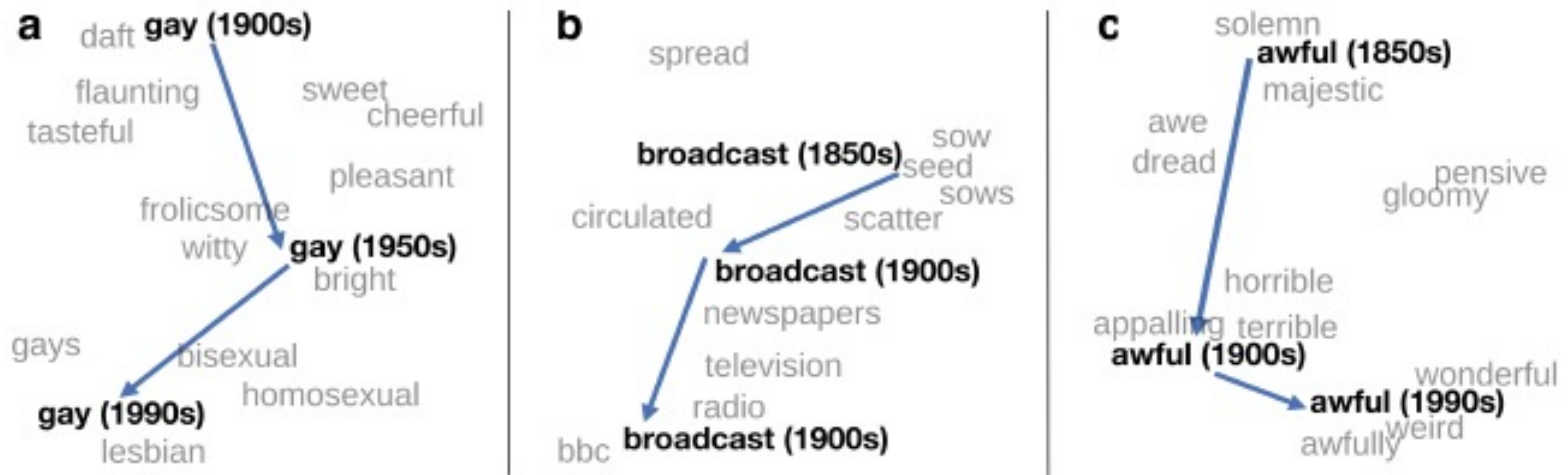 a
daft gay (1900s)
flaunting sweet
cheerful
tasteful
pleasant
frolicsome
witty gay (1950s)
bright
gays
bisexual
homosexual
gay (1990s)
lesbian
b
spread
sow
broadcast (1850s)
seed
sows
circulated scatter
broadcast (1900s)
newspapers
television
radio
bbc broadcast (1900s)
c
solemn
awful (1850s)
majestic
awe
dread
pensive
gloomy
horrible
appalling terrible
awful (1900s)
wonderful
awful (1990s)
weird
awfully